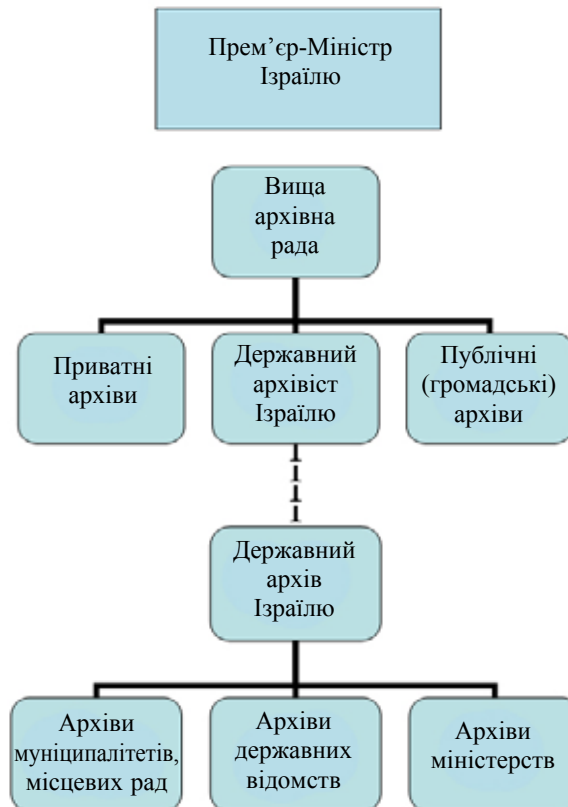 Прем’єр-Міністр
Ізраїлю
Вища
архівна
рада
Приватні
архіви
Державний
архівіст
Ізраїлю
Публічні
(громадські)
архіви
Державний
архів
Ізраїлю
Архіви
муніципалітетів,
місцевих рад
Архіви
державних
відомств
Архіви
міністерств